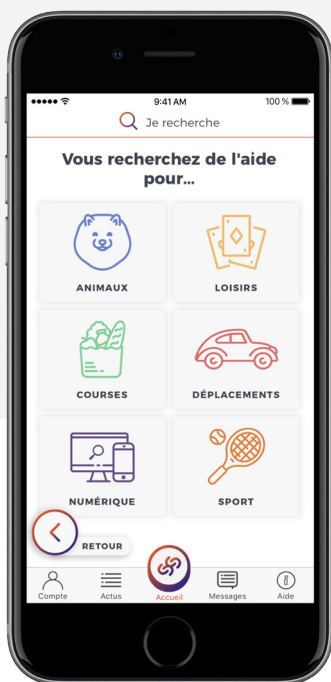 9:41 AM
100 %
Je recherche
Vous recherchez de l'aide
pour...
ANIMAUX
LOISIRS
COURSES
DÉPLACEMENTS
NUMÉRIQUE
SPORT
RETOUR
Compte
Actus
Accueil
Messages
Aide